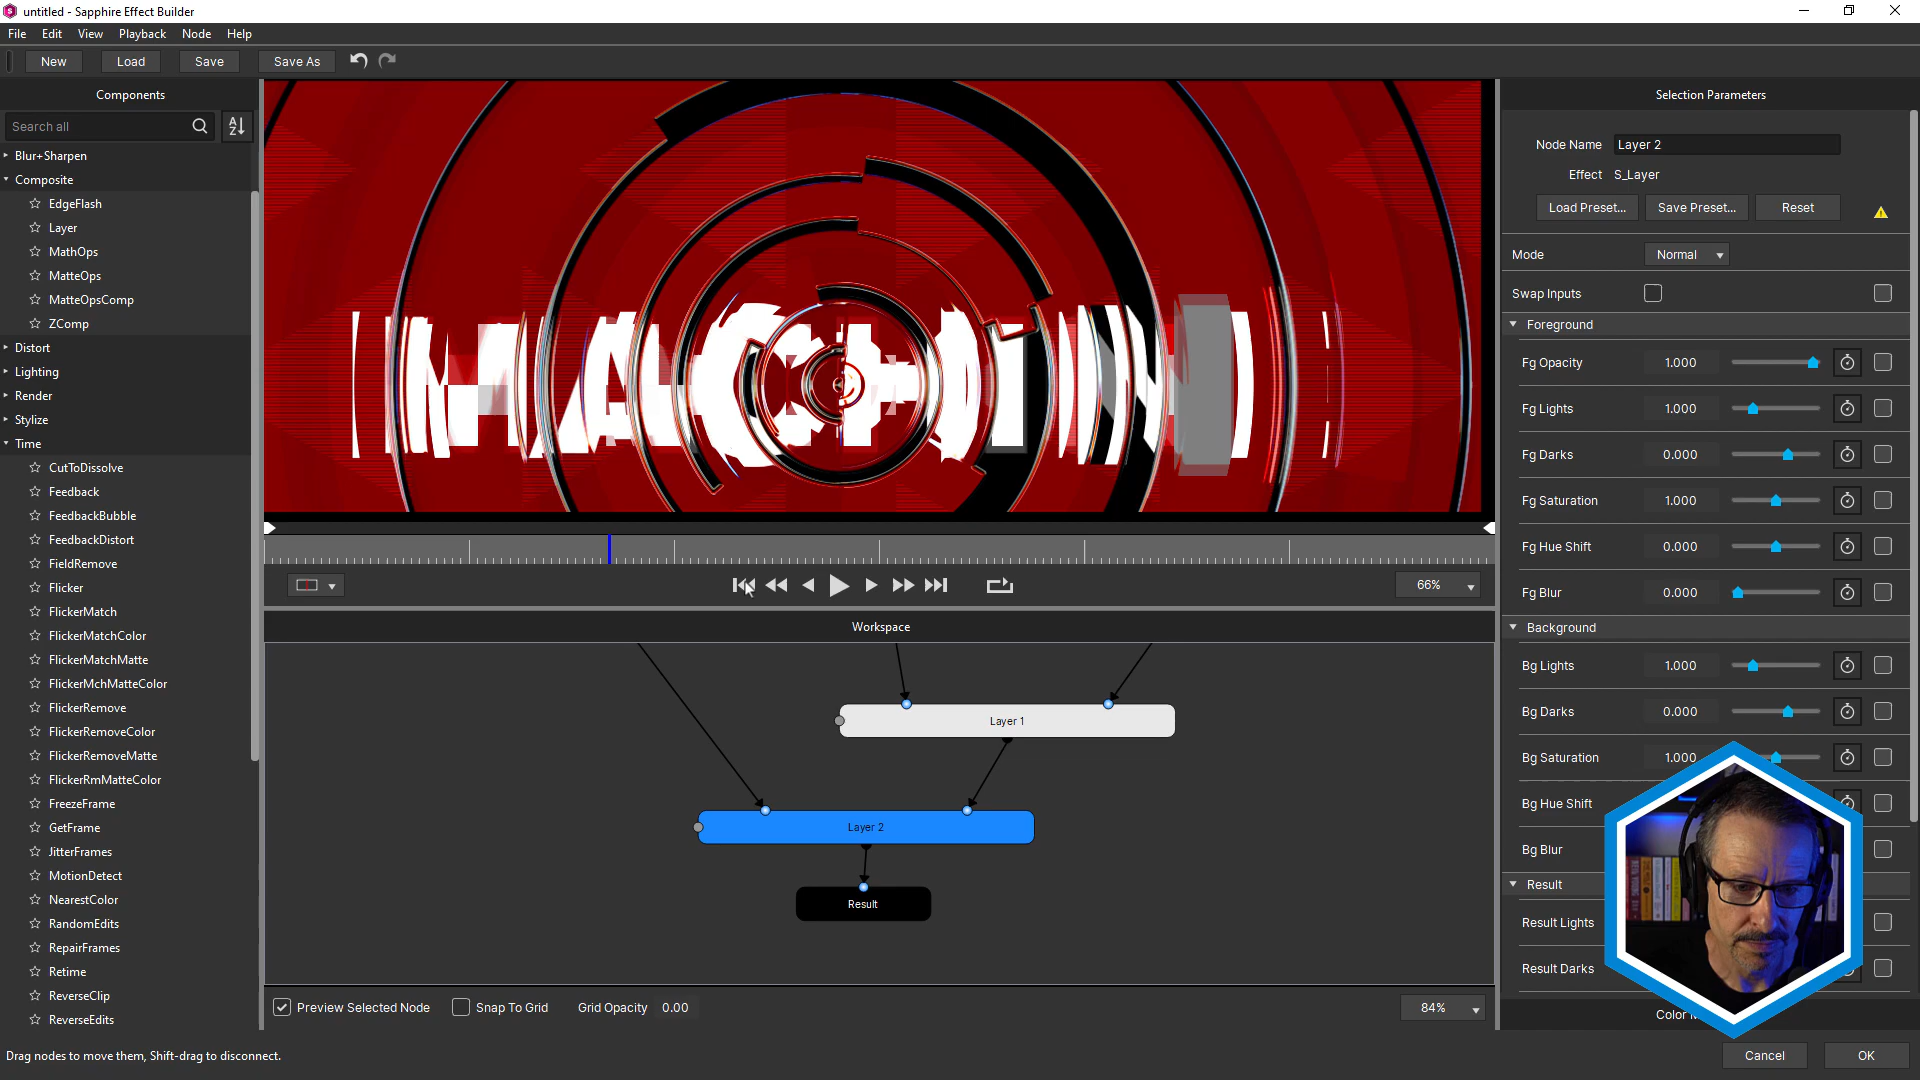 untitled - Sapphire Effect Builder
File Edit View Playback Node Help
New Load Save Save As
Components
Search all
Blur+Sharpen
Composite
EdgeFlash
Layer
MathOps
MatteOps
MatteOpsComp
ZComp
Distort
Lighting
Render
Stylize
Time
CutToDissolve
Feedback
FeedbackBubble
FeedbackDistort
FieldRemove
Flicker
FlickerMatch
FlickerMatchColor
FlickerMatchMatte
FlickerMchMatteColor
FlickerRemove
FlickerRemoveColor
FlickerRemoveMatte
FlickerRmMatteColor
FreezeFrame
GetFrame
JitterFrames
MotionDetect
NearestColor
RandomEdits
RepairFrames
Retime
ReverseClip
ReverseEdits
66%
Workspace
Layer 1
Layer 2
Result
Preview Selected Node
Snap To Grid
Grid Opacity 0.00
84%
Selection Parameters
Node Name Layer 2
Effect S_Layer
Load Preset... Save Preset... Reset
Mode Normal
Swap Inputs
Foreground
Fg Opacity 1.000
Fg Lights 1.000
Fg Darks 0.000
Fg Saturation 1.000
Fg Hue Shift 0.000
Fg Blur 0.000
Background
Bg Lights 1.000
Bg Darks 0.000
Bg Saturation 1.000
Bg Hue Shift
Bg Blur
Result
Result Lights
Result Darks
Drag nodes to move them, Shift-drag to disconnect.
Cancel OK